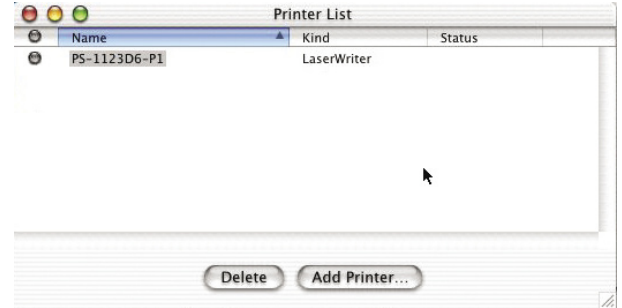 Printer List
Name Kind Status
PS-1123D6-P1 LaserWriter
Delete Add Printer...